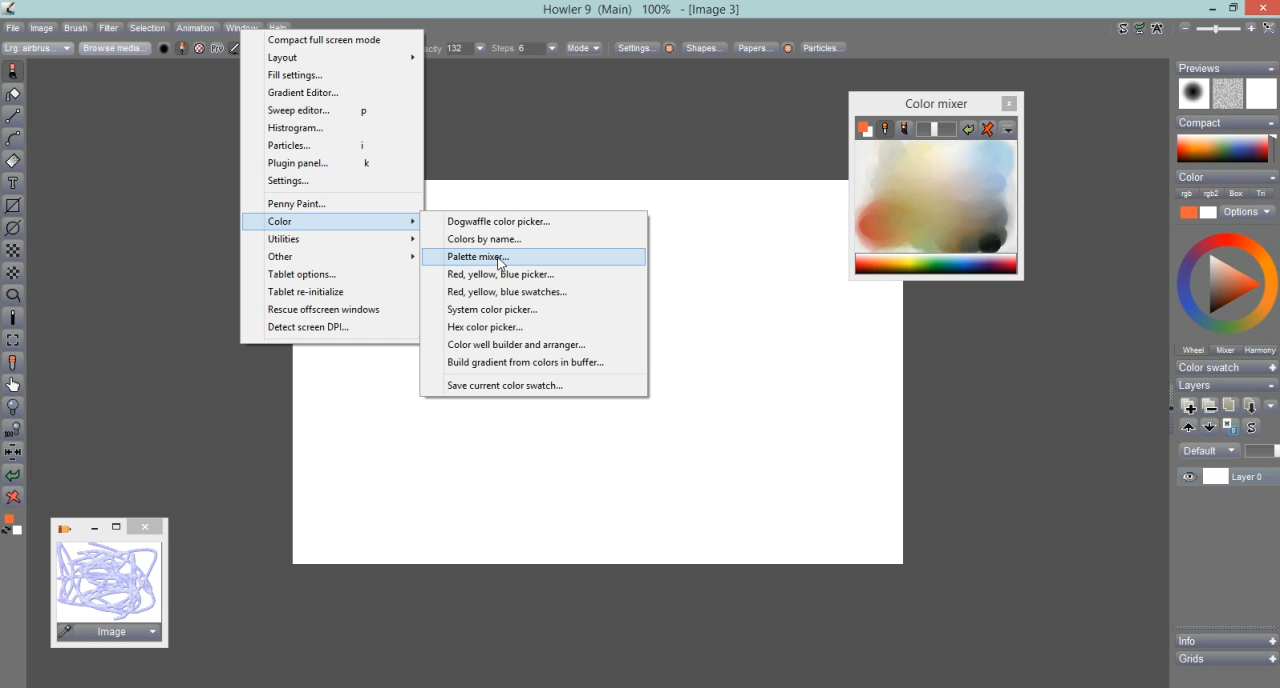 Howler 9 (Main) 100% - [Image 3]
File Image Brush Filter Selection Animation Window Help
Lrg. airbrus... Browse media... Opacity 132 Steps 6 Mode Settings... Shapes... Papers... Particles...
Compact full screen mode
Layout
Fill settings...
Gradient Editor...
Sweep editor... p
Histrogram...
Particles... i
Plugin panel... k
Settings...
Penny Paint...
Color
Utilities
Other
Tablet options...
Tablet re-initialize
Rescue offscreen windows
Detect screen DPI...
Dogwaffle color picker...
Colors by name...
Palette mixer...
Red, yellow, blue picker...
Red, yellow, blue swatches...
System color picker...
Hex color picker...
Color well builder and arranger...
Build gradient from colors in buffer...
Save current color swatch...
Color mixer
Previews
Compact
Color
rgb rgb2 Box Tri
Options
Wheel Mixer Harmony
Color swatch
Layers
Default
Layer 0
Info
Grids
Image